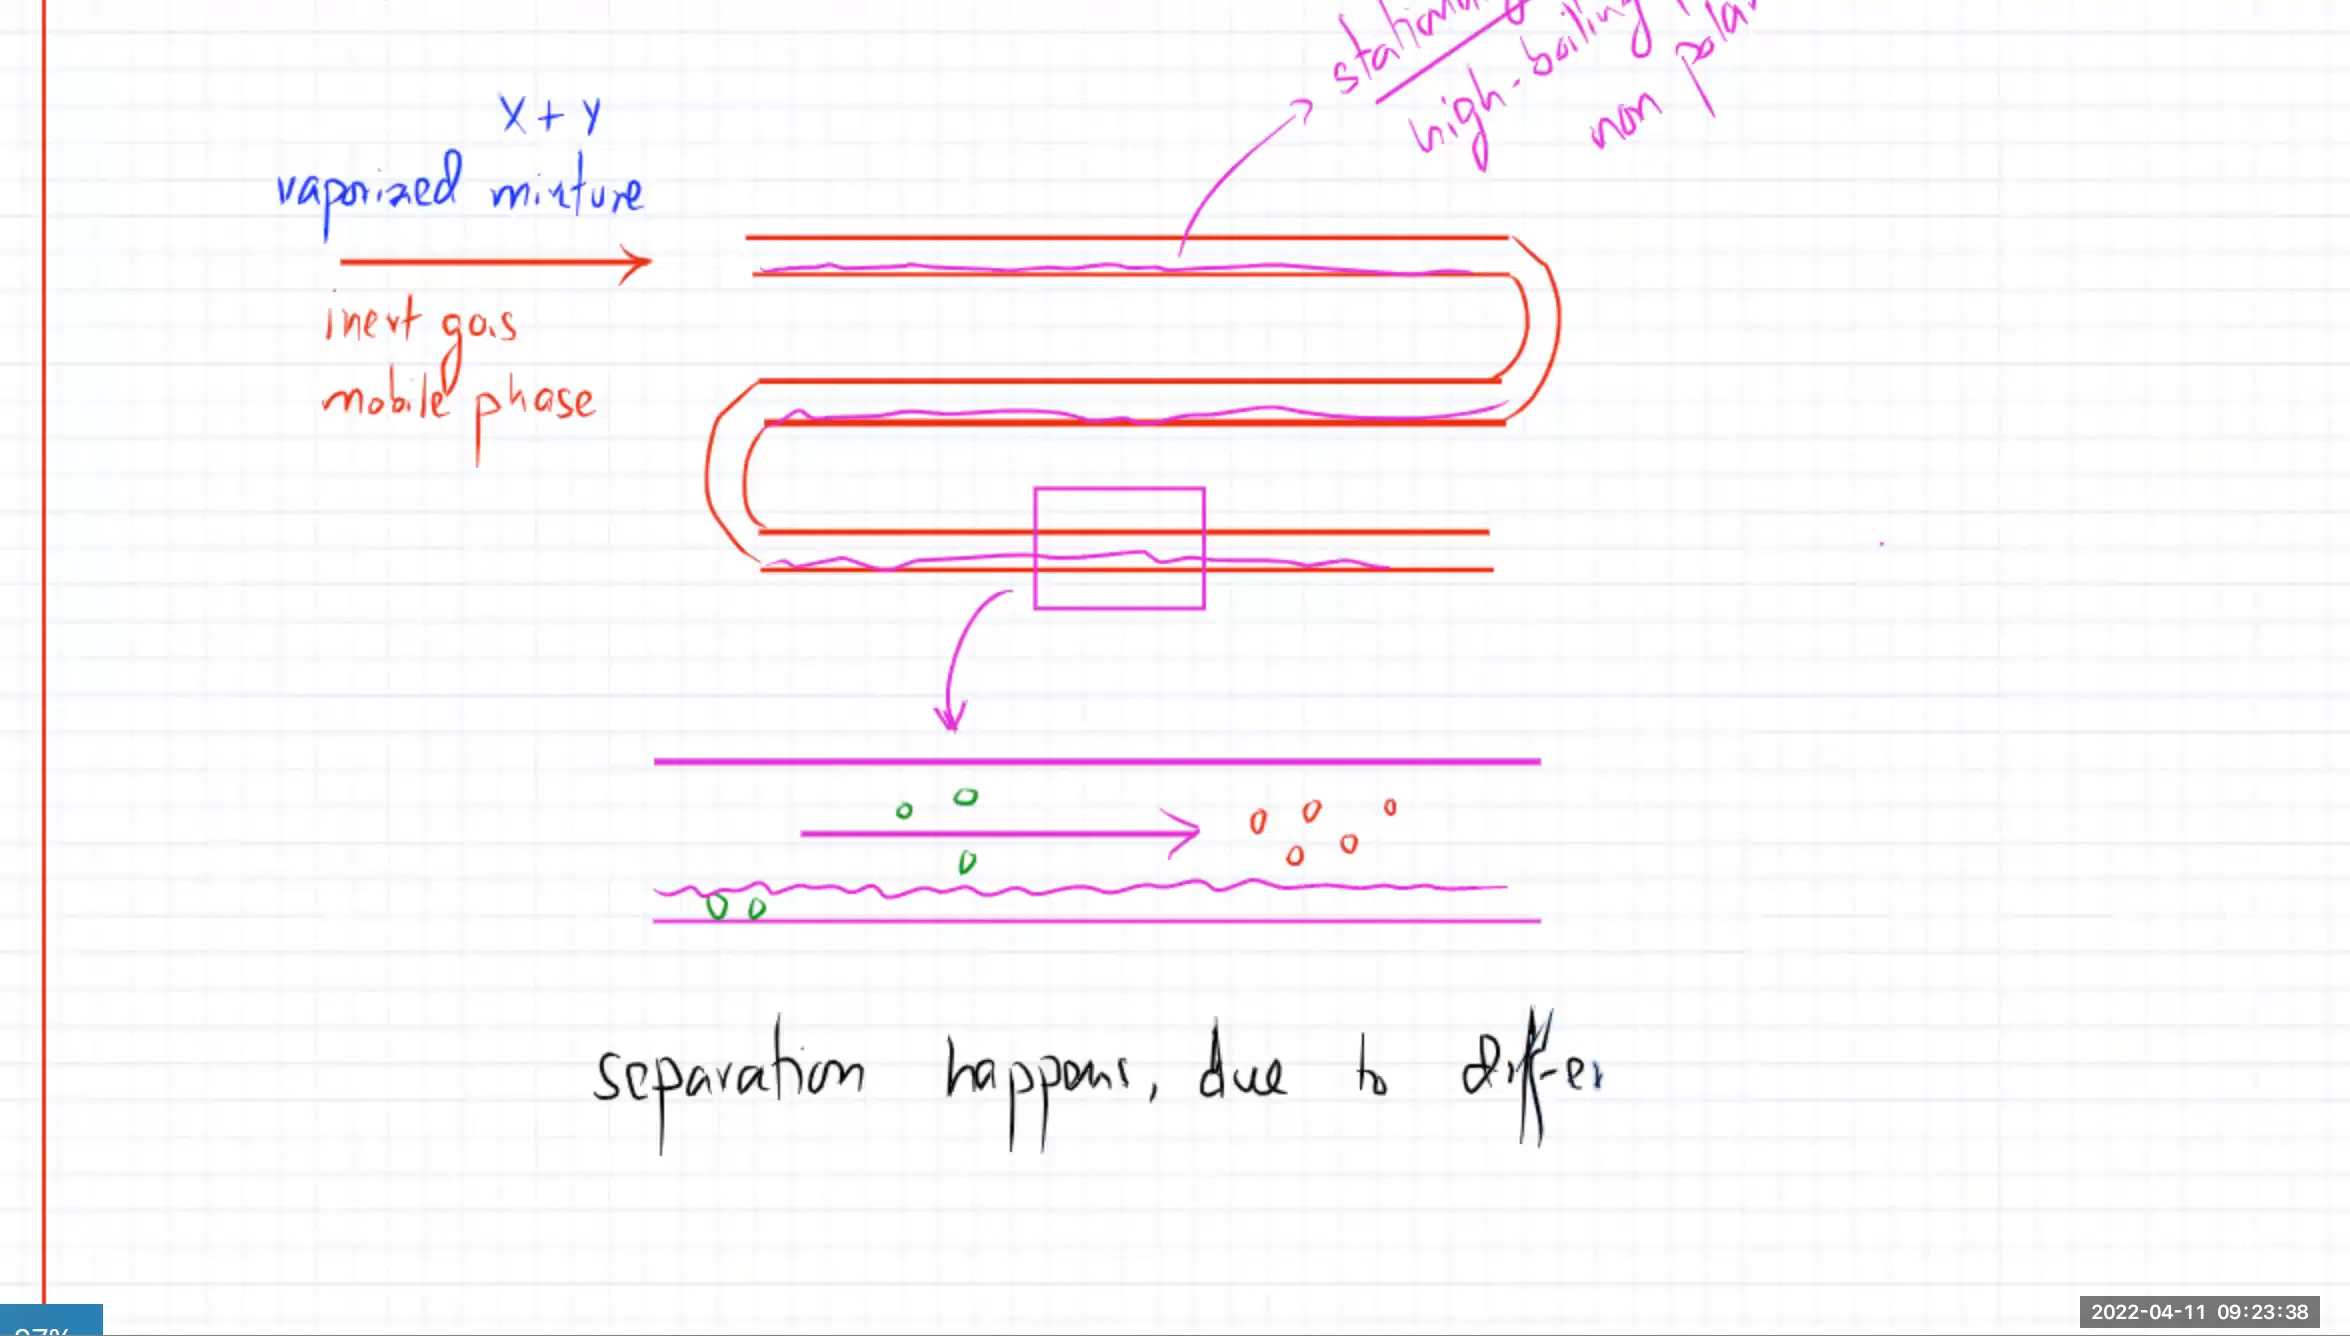 high-boiling
non
X + Y
vaporized mixture
inert gas
mobile phase
separation happens, due to differ
97%
2022-04-11 09:23:38